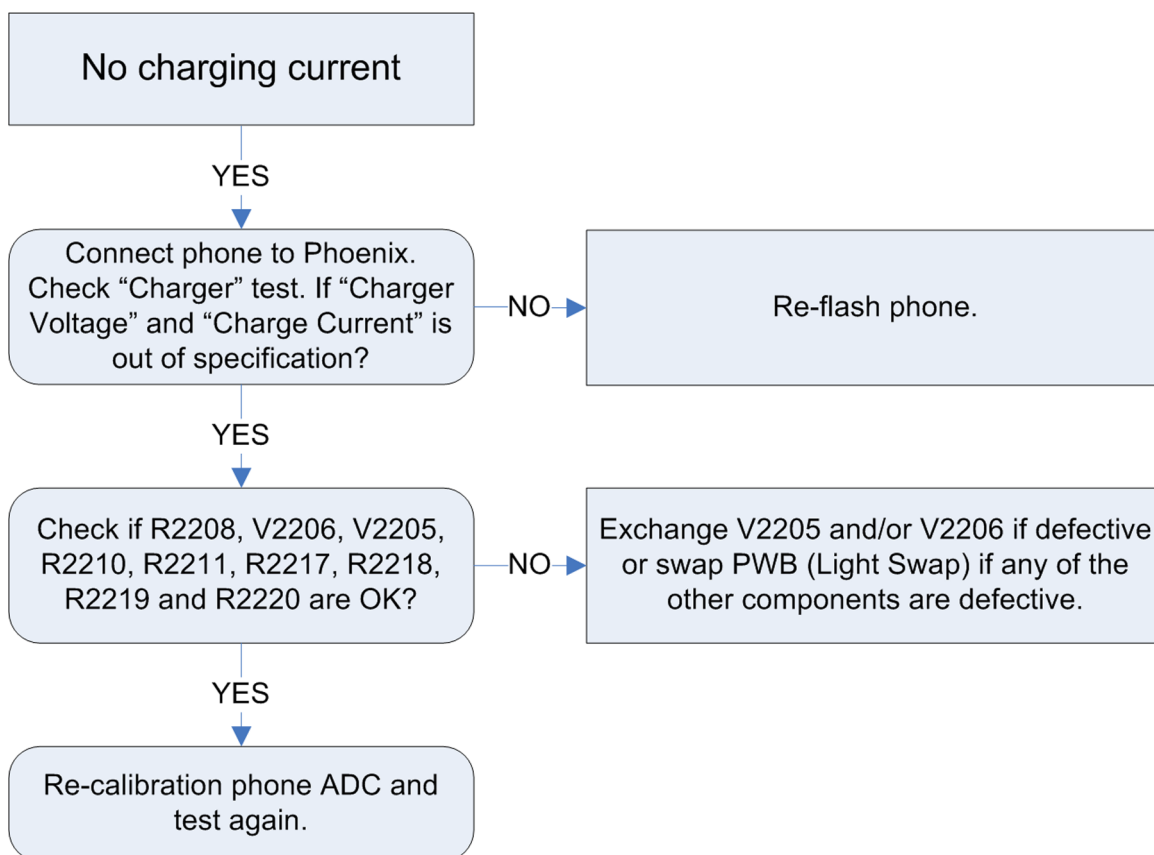 No charging current
YES
Connect phone to Phoenix.
Check “Charger” test. If “Charger
Voltage” and “Charge Current” is
out of specification?
NO
Re-flash phone.
YES
Check if R2208, V2206, V2205,
R2210, R2211, R2217, R2218,
R2219 and R2220 are OK?
NO
Exchange V2205 and/or V2206 if defective
or swap PWB (Light Swap) if any of the
other components are defective.
YES
Re-calibration phone ADC and
test again.